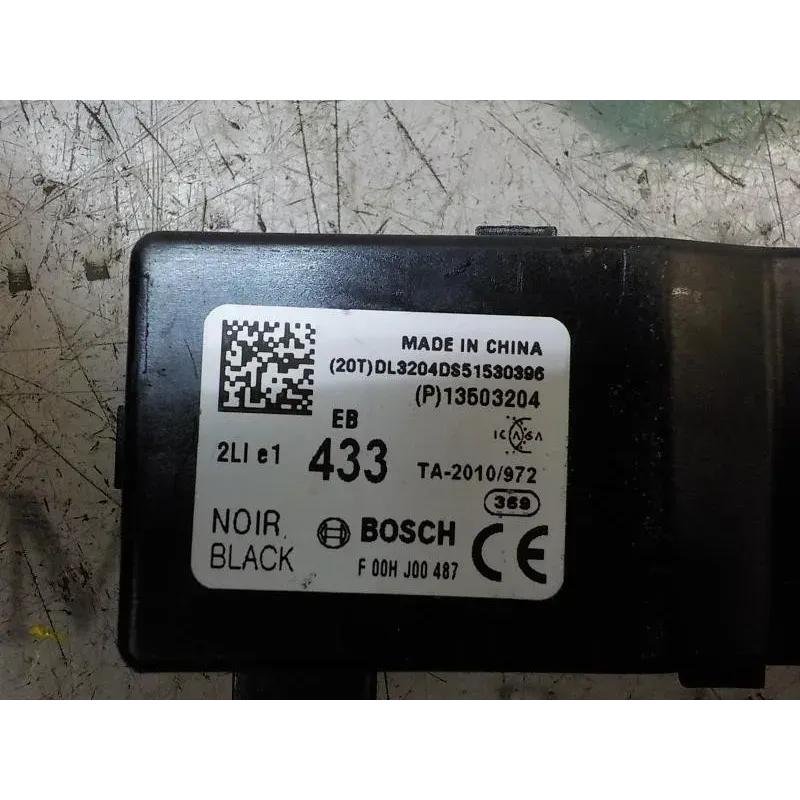 MADE IN CHINA
(20T)DL3204DS51530396
(P)13503204
EB
ICASA
2LI e1 433 TA-2010/972
369
NOIR BOSCH CE
BLACK F 00H J00 487